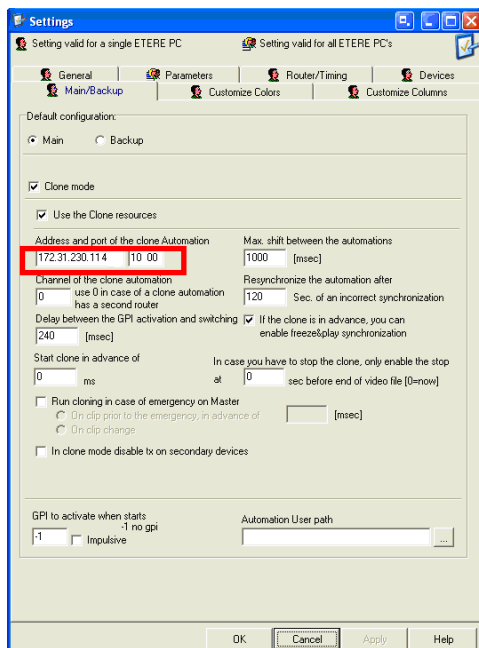 Settings
Setting valid for a single ETERE PC Setting valid for all ETERE PC's
General Parameters Router/Timing Devices
Main/Backup Customize Colors Customize Columns
Default configuration:
Main Backup
Clone mode
Use the Clone resources
Address and port of the clone Automation Max. shift between the automations
172.31.230.114 10 00 1000 [msec]
Channel of the clone automation Resynchronize the automation after
0 use 0 in case of a clone automation has a second router 120 Sec. of an incorrect synchronization
Delay between the GPI activation and switching If the clone is in advance, you can
240 [msec] enable freeze&play synchronization
Start clone in advance of In case you have to stop the clone, only enable the stop
0 ms at 0 sec before end of video file [0=now]
Run cloning in case of emergency on Master
On clip prior to the emergency, in advance of [msec]
On clip change
In clone mode disable tx on secondary devices
GPI to activate when starts Automation User path
-1 no gpi
-1 Impulsive ...
OK Cancel Apply Help